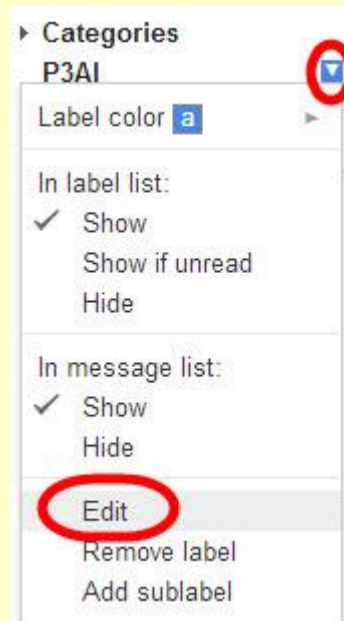 Categories
P3AI
Label color a
In label list:
Show
Show if unread
Hide
In message list:
Show
Hide
Edit
Remove label
Add sublabel